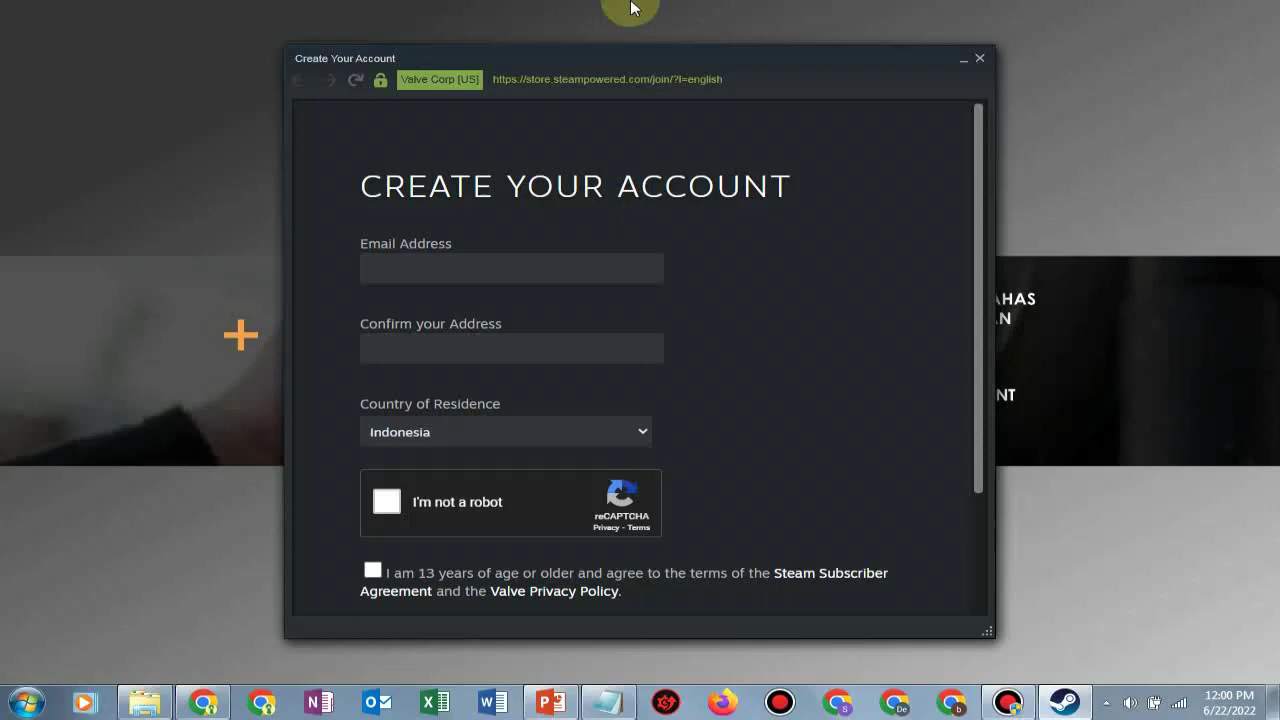 Create Your Account
Valve Corp [US] https://store.steampowered.com/join/?l=english
CREATE YOUR ACCOUNT
Email Address
Confirm your Address
Country of Residence
Indonesia
I'm not a robot
reCAPTCHA
Privacy - Terms
I am 13 years of age or older and agree to the terms of the Steam Subscriber
Agreement and the Valve Privacy Policy.
AHAS
AN
NT
12:00 PM
6/22/2022